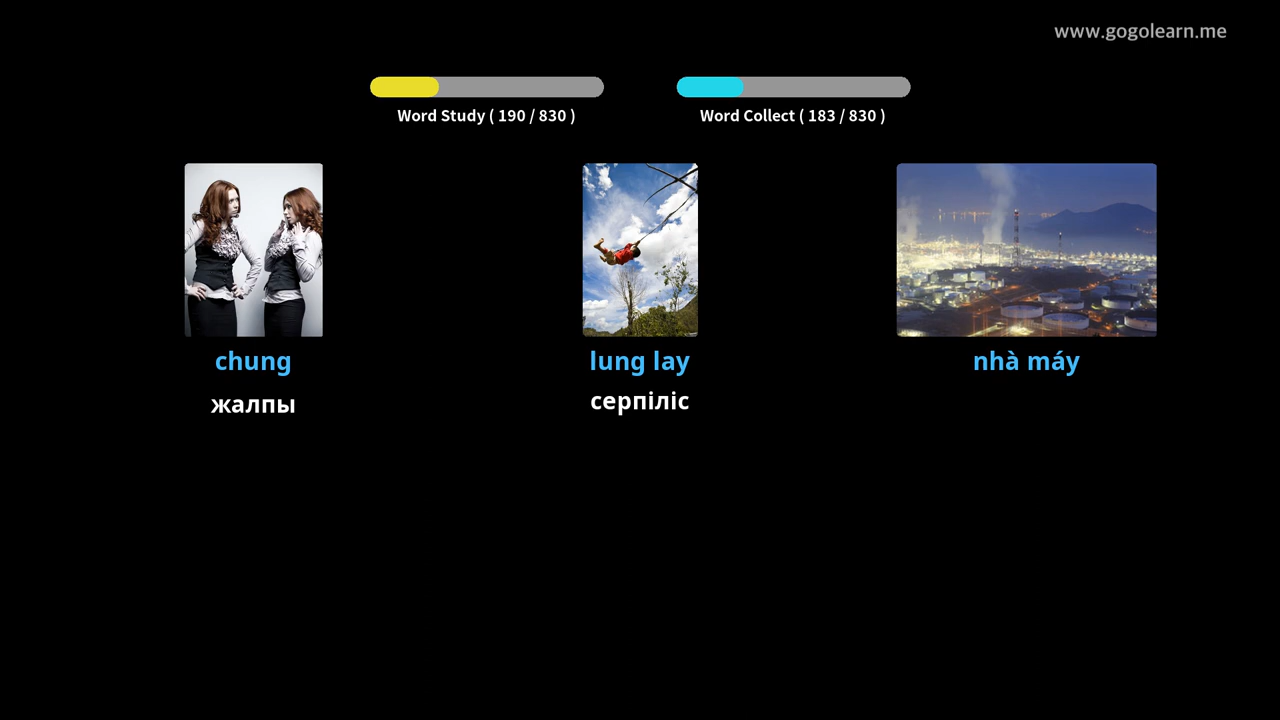 www.gogolearn.me
Word Study ( 190 / 830 )
Word Collect ( 183 / 830 )
chung
lung lay
nhà máy
жалпы
серпіліс